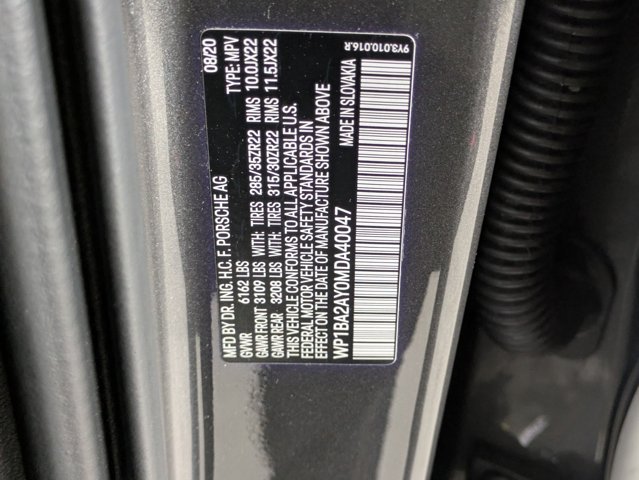 MFD BY DR. ING. H.C. F. PORSCHE AG 08/20
GVWR 6162 LBS TYPE: MPV
GAWR FRONT 3109 LBS WITH: TIRES 285/35ZR22 RIMS 10.0JX22
GAWR REAR 3208 LBS WITH: TIRES 315/30ZR22 RIMS 11.5JX22
THIS VEHICLE CONFORMS TO ALL APPLICABLE U.S.
FEDERAL MOTOR VEHICLE SAFETY STANDARDS IN
EFFECT ON THE DATE OF MANUFACTURE SHOWN ABOVE
WP1BA2AY0MDA40047 MADE IN SLOVAKIA
9Y3.010.016.R